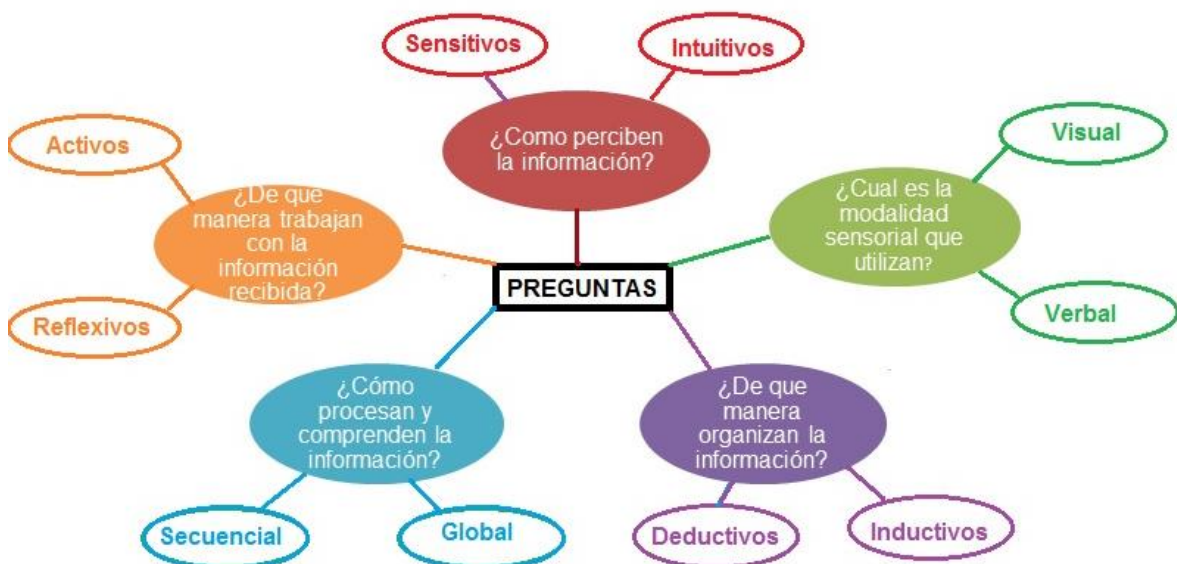 Sensitivos
Intuitivos
¿Como perciben
la información?
Activos
¿De que
manera trabajan
con la
información
recibida?
Reflexivos
Visual
¿Cual es la
modalidad
sensorial que
utilizan?
Verbal
PREGUNTAS
¿Cómo
procesan y
comprenden la
información?
Secuencial
Global
¿De que
manera
organizan la
información?
Deductivos
Inductivos